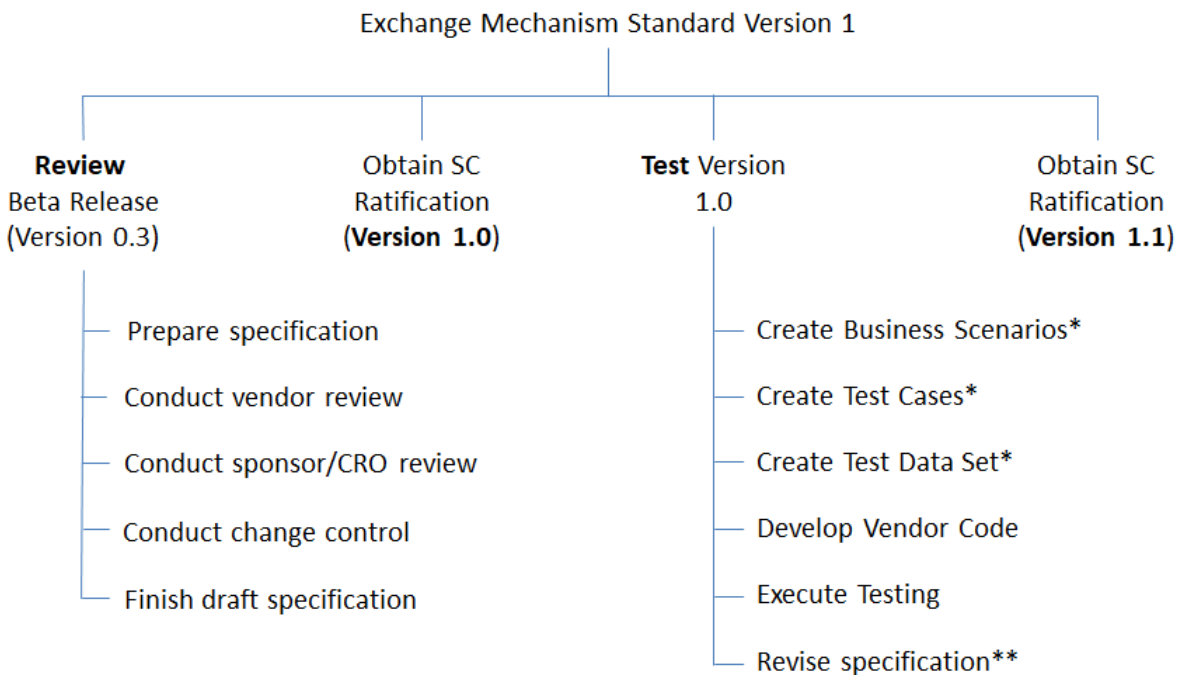 Exchange Mechanism Standard Version 1
Review
Beta Release
(Version 0.3)
Obtain SC
Ratification
(Version 1.0)
Test Version
1.0
Obtain SC
Ratification
(Version 1.1)
Prepare specification
Conduct vendor review
Conduct sponsor/CRO review
Conduct change control
Finish draft specification
Create Business Scenarios*
Create Test Cases*
Create Test Data Set*
Develop Vendor Code
Execute Testing
Revise specification**